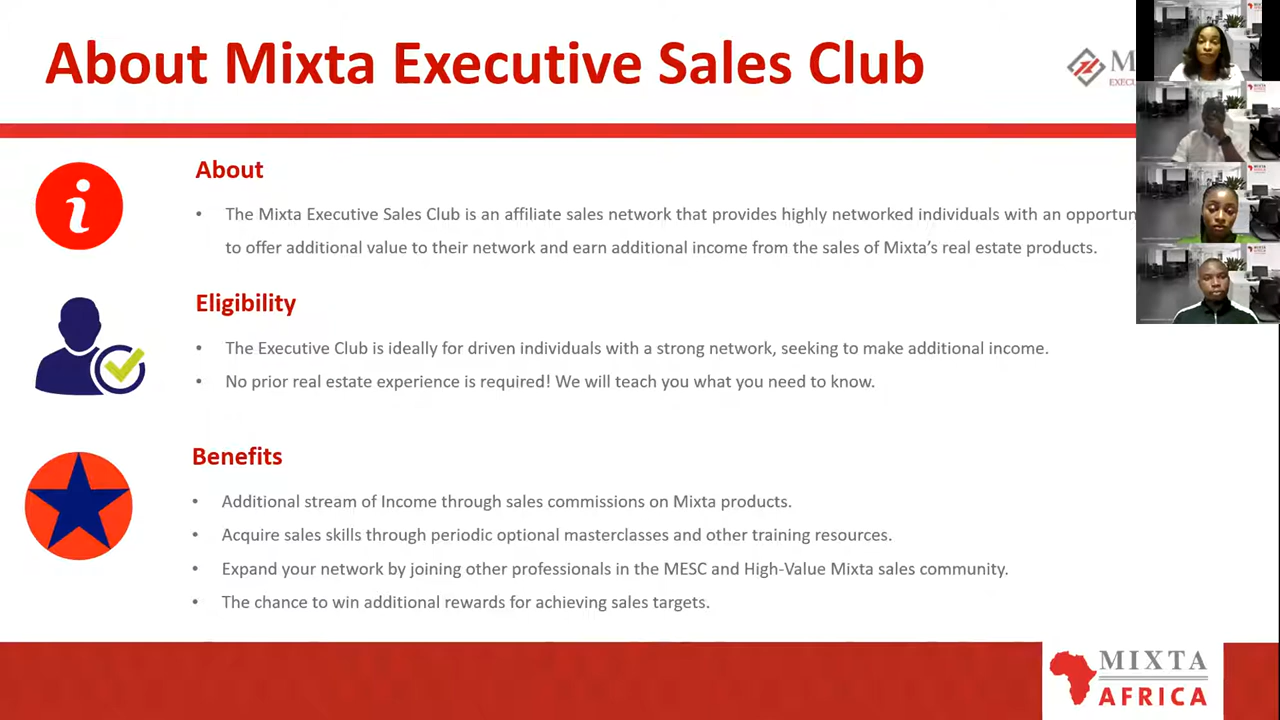 About Mixta Executive Sales Club
EXECU
About
• The Mixta Executive Sales Club is an affiliate sales network that provides highly networked individuals with an opportun
to offer additional value to their network and earn additional income from the sales of Mixta’s real estate products.
Eligibility
• The Executive Club is ideally for driven individuals with a strong network, seeking to make additional income.
• No prior real estate experience is required! We will teach you what you need to know.
Benefits
• Additional stream of Income through sales commissions on Mixta products.
• Acquire sales skills through periodic optional masterclasses and other training resources.
• Expand your network by joining other professionals in the MESC and High-Value Mixta sales community.
• The chance to win additional rewards for achieving sales targets.
MIXTA
AFRICA